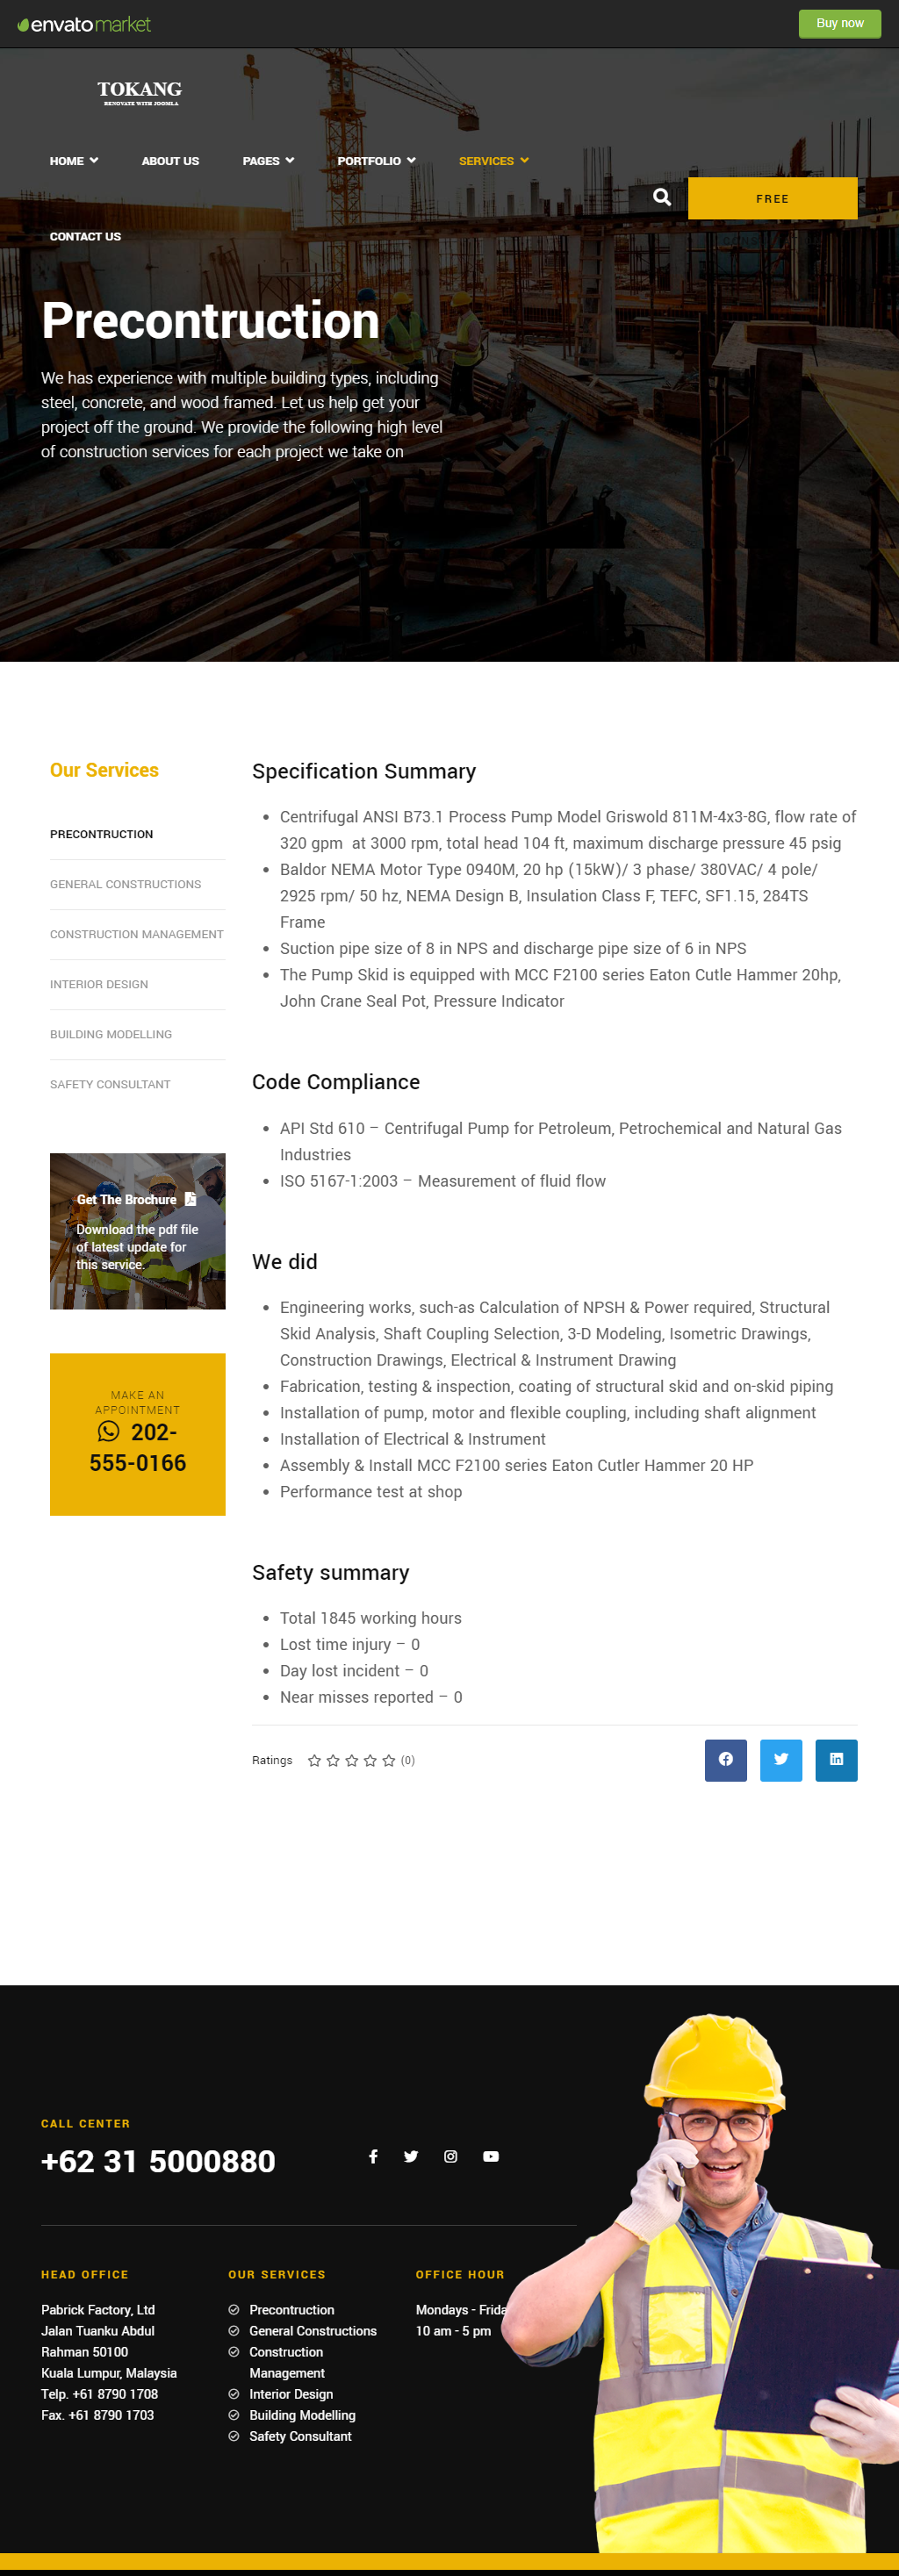 envato market
Buy now
TOKANG
RENOVATE WITH JOOMLA
HOME
ABOUT US
PAGES
PORTFOLIO
SERVICES
FREE
CONTACT US
Precontruction
We has experience with multiple building types, including
steel, concrete, and wood framed. Let us help get your
project off the ground. We provide the following high level
of construction services for each project we take on
Our Services
PRECONTRUCTION
GENERAL CONSTRUCTIONS
CONSTRUCTION MANAGEMENT
INTERIOR DESIGN
BUILDING MODELLING
SAFETY CONSULTANT
Get The Brochure
Download the pdf file
of latest update for
this service.
MAKE AN
APPOINTMENT
202-
555-0166
Specification Summary
Centrifugal ANSI B73.1 Process Pump Model Griswold 811M-4x3-8G, flow rate of
320 gpm at 3000 rpm, total head 104 ft, maximum discharge pressure 45 psig
Baldor NEMA Motor Type 0940M, 20 hp (15kW)/ 3 phase/ 380VAC/ 4 pole/
2925 rpm/ 50 hz, NEMA Design B, Insulation Class F, TEFC, SF1.15, 284TS
Frame
Suction pipe size of 8 in NPS and discharge pipe size of 6 in NPS
The Pump Skid is equipped with MCC F2100 series Eaton Cutle Hammer 20hp,
John Crane Seal Pot, Pressure Indicator
Code Compliance
API Std 610 – Centrifugal Pump for Petroleum, Petrochemical and Natural Gas
Industries
ISO 5167-1:2003 – Measurement of fluid flow
We did
Engineering works, such-as Calculation of NPSH & Power required, Structural
Skid Analysis, Shaft Coupling Selection, 3-D Modeling, Isometric Drawings,
Construction Drawings, Electrical & Instrument Drawing
Fabrication, testing & inspection, coating of structural skid and on-skid piping
Installation of pump, motor and flexible coupling, including shaft alignment
Installation of Electrical & Instrument
Assembly & Install MCC F2100 series Eaton Cutler Hammer 20 HP
Performance test at shop
Safety summary
Total 1845 working hours
Lost time injury – 0
Day lost incident – 0
Near misses reported – 0
Ratings (0)
CALL CENTER
+62 31 5000880
HEAD OFFICE
Pabrick Factory, Ltd
Jalan Tuanku Abdul
Rahman 50100
Kuala Lumpur, Malaysia
Telp. +61 8790 1708
Fax. +61 8790 1703
OUR SERVICES
Precontruction
General Constructions
Construction
Management
Interior Design
Building Modelling
Safety Consultant
OFFICE HOUR
Mondays - Frida
10 am - 5 pm